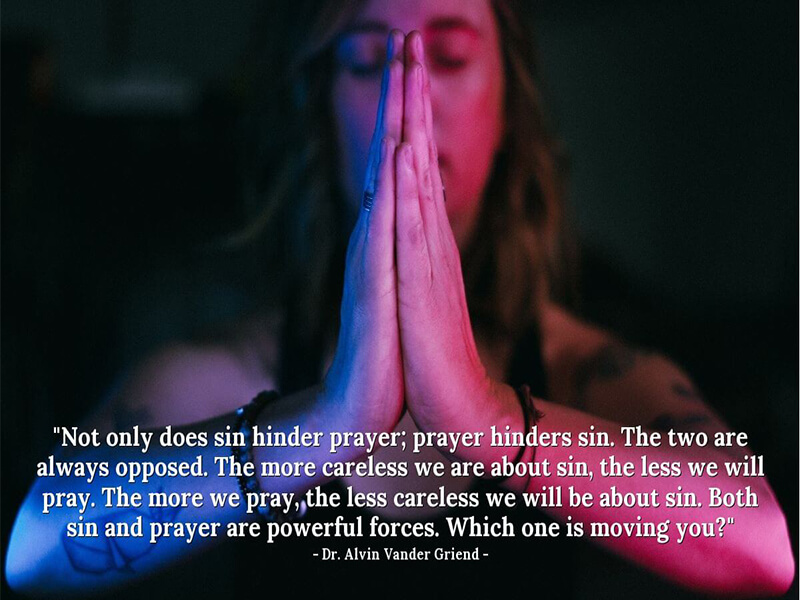 "Not only does sin hinder prayer; prayer hinders sin. The two are
always opposed. The more careless we are about sin, the less we will
pray. The more we pray, the less careless we will be about sin. Both
sin and prayer are powerful forces. Which one is moving you?"
- Dr. Alvin Vander Griend -